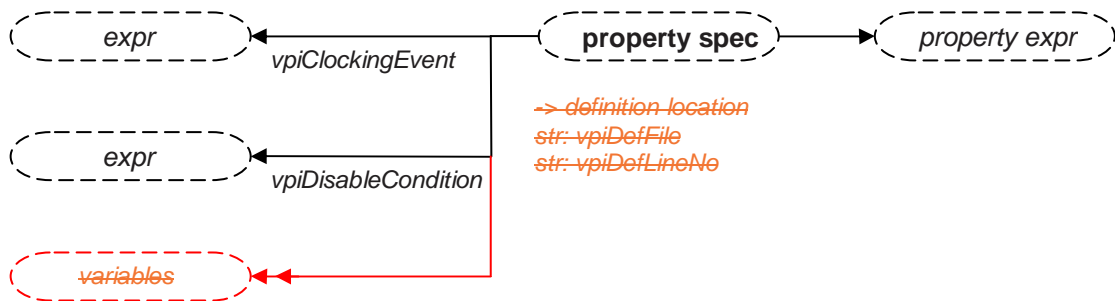 expr
property spec
property expr
vpiClockingEvent
-> definition location
str: vpiDefFile
str: vpiDefLineNo
expr
vpiDisableCondition
variables